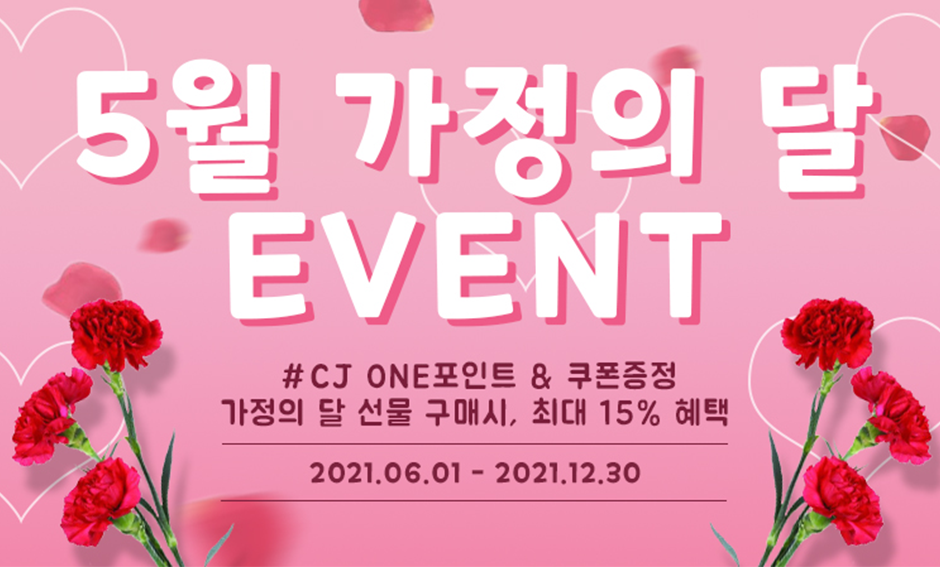 5월 가정의 달
EVENT
#CJ ONE포인트 & 쿠폰증정
가정의 달 선물 구매시, 최대 15% 혜택
2021.06.01 - 2021.12.30